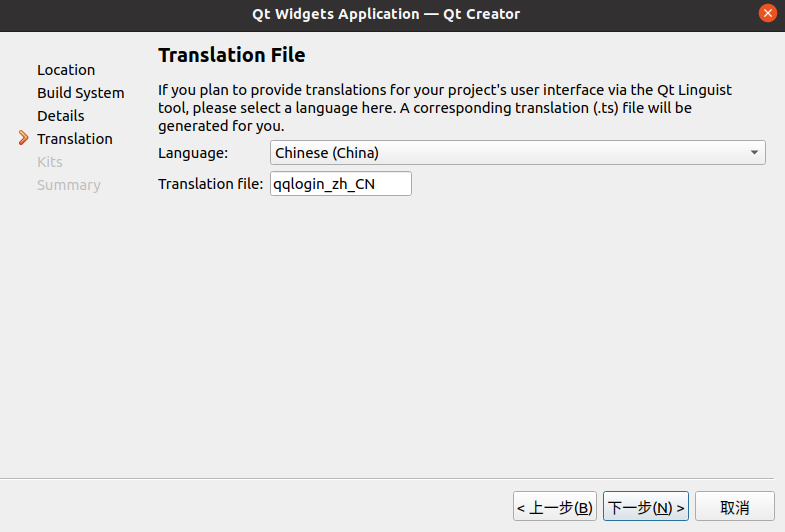 Qt Widgets Application — Qt Creator
Location
Build System
Details
Translation
Kits
Summary
Translation File
If you plan to provide translations for your project's user interface via the Qt Linguist
tool, please select a language here. A corresponding translation (.ts) file will be
generated for you.
Language: Chinese (China)
Translation file: qqlogin_zh_CN
< 上一步(B) 下一步(N) > 取消